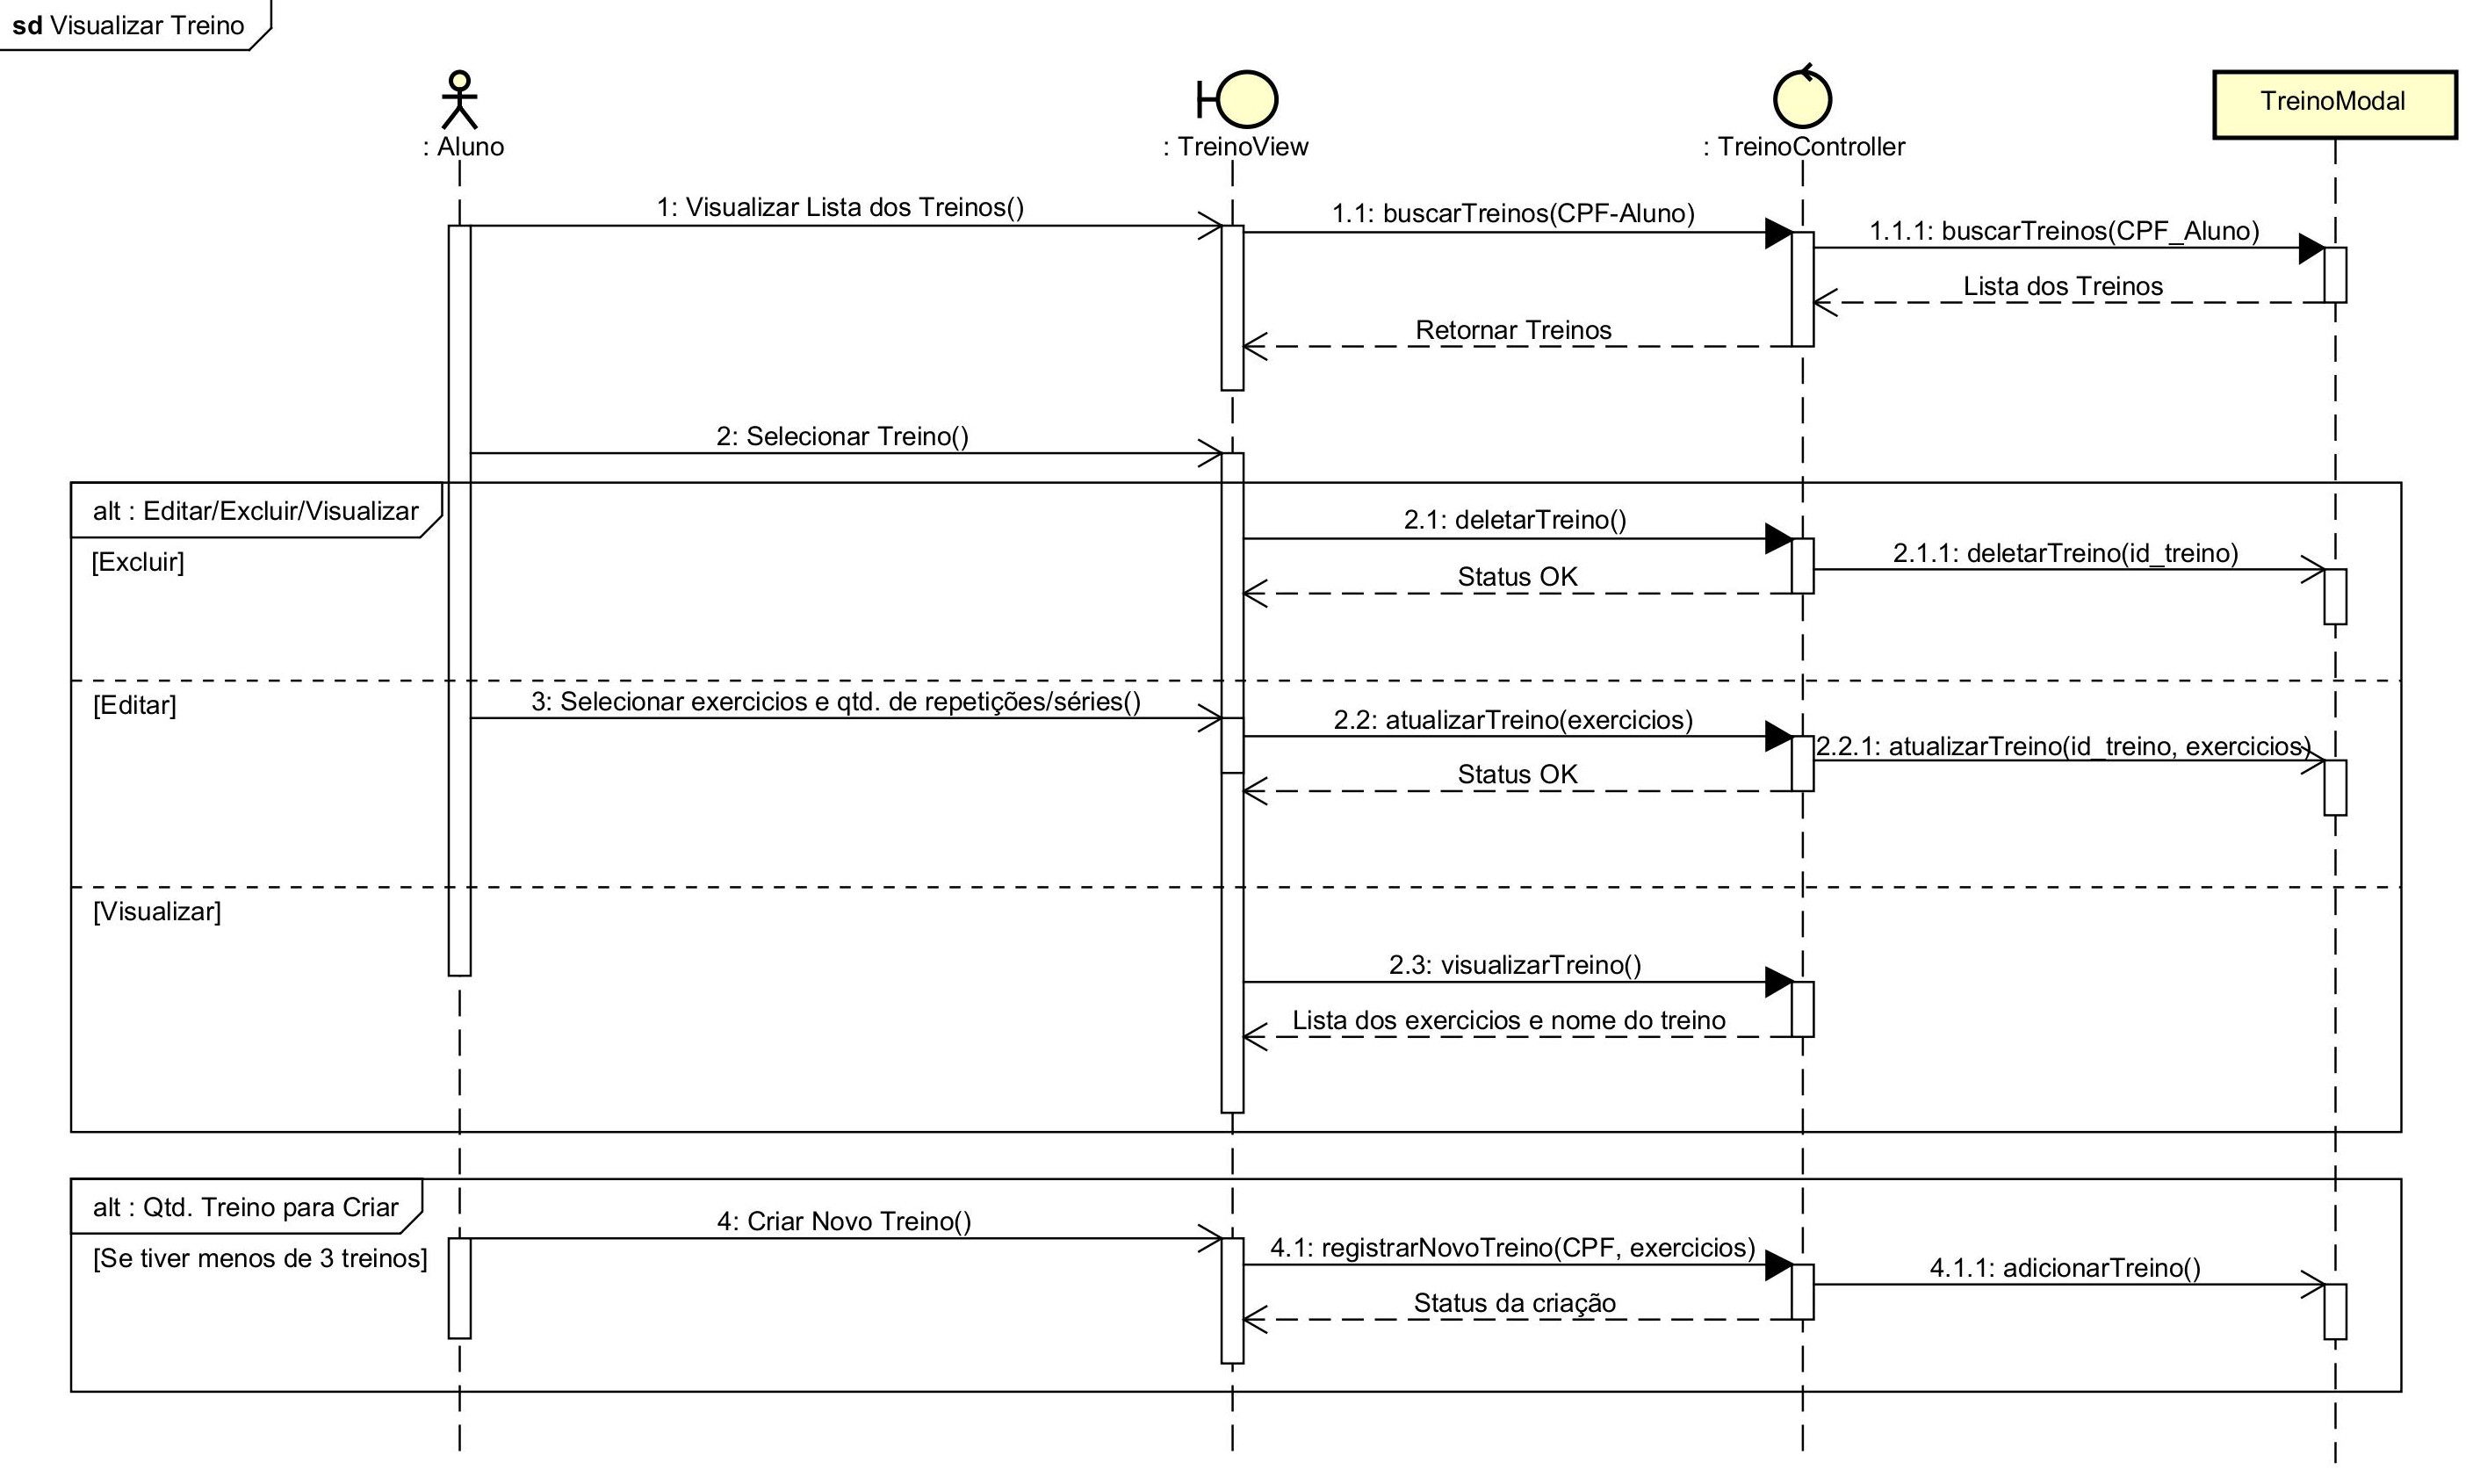 sd Visualizar Treino
: Aluno
: TreinoView
: TreinoController
TreinoModal
1: Visualizar Lista dos Treinos()
1.1: buscarTreinos(CPF-Aluno)
1.1.1: buscarTreinos(CPF_Aluno)
Lista dos Treinos
Retornar Treinos
2: Selecionar Treino()
alt : Editar/Excluir/Visualizar
[Excluir]
2.1: deletarTreino()
2.1.1: deletarTreino(id_treino)
Status OK
[Editar]
3: Selecionar exercicios e qtd. de repetições/séries()
2.2: atualizarTreino(exercicios)
2.2.1: atualizarTreino(id_treino, exercicios)
Status OK
[Visualizar]
2.3: visualizarTreino()
Lista dos exercicios e nome do treino
alt : Qtd. Treino para Criar
[Se tiver menos de 3 treinos]
4: Criar Novo Treino()
4.1: registrarNovoTreino(CPF, exercicios)
4.1.1: adicionarTreino()
Status da criação